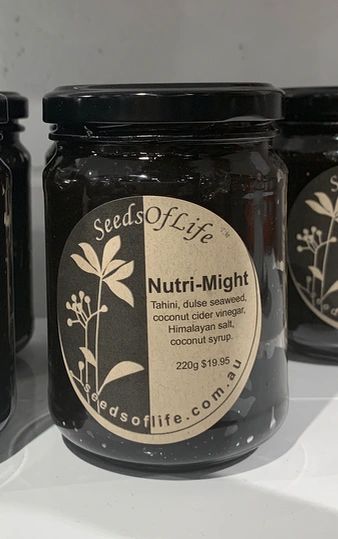 SeedsOfLife ™
Nutri-Might
Tahini, dulse seaweed,
coconut cider vinegar,
Himalayan salt,
coconut syrup.
220g $19.95
seedsoflife.com.au